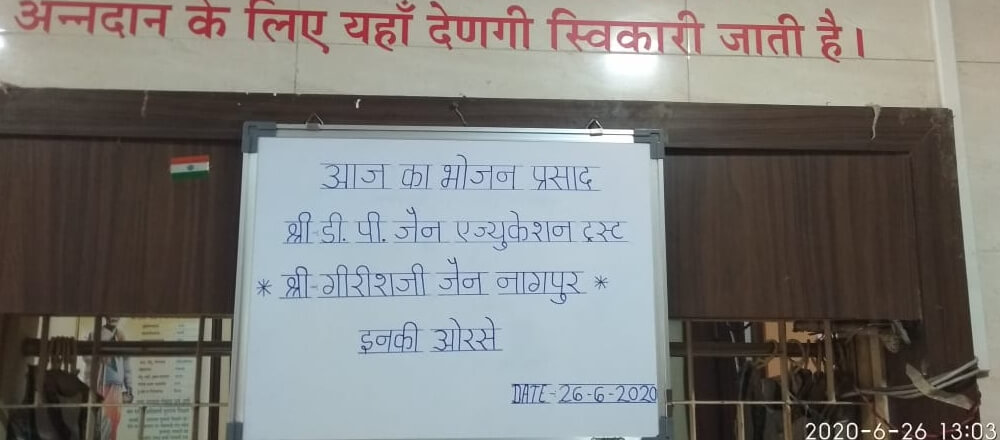 अन्नदान के लिए यहाँ देणगी स्विकारी जाती है।
आज का भोजन प्रसाद
श्री-डी. पी. जैन एज्युकेशन ट्रस्ट
* श्री-गीरीशजी जैन नागपुर *
इनकी ओरसे
DATE-26-6-2020
2020-6-26 13:03